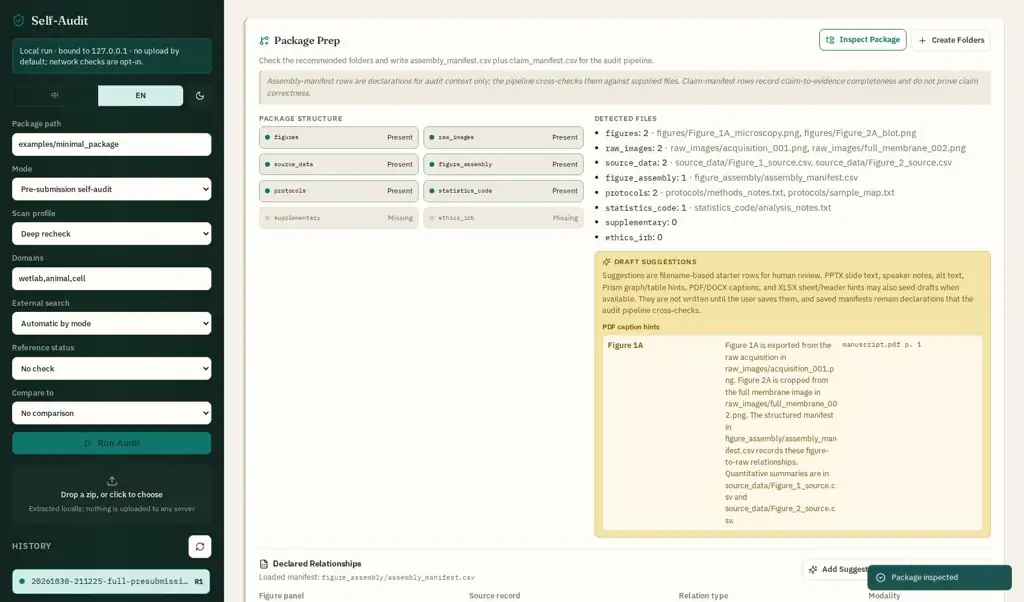 Self-Audit
Local run · bound to 127.0.0.1 · no upload by
default; network checks are opt-in.
中
EN
Package path
examples/minimal_package
Mode
Pre-submission self-audit
Scan profile
Deep recheck
Domains
wetlab,animal,cell
External search
Automatic by mode
Reference status
No check
Compare to
No comparison
Run Audit
Drop a zip, or click to choose
Extracted locally; nothing is uploaded to any server
HISTORY
20261030-211225-full-presubmissi… R1
Package Prep
Inspect Package
Create Folders
Check the recommended folders and write assembly_manifest.csv plus claim_manifest.csv for the audit pipeline.
Assembly-manifest rows are declarations for audit context only; the pipeline cross-checks them against supplied files. Claim-manifest rows record claim-to-evidence completeness and do not prove claim
correctness.
PACKAGE STRUCTURE
figures Present
raw_images Present
source_data Present
figure_assembly Present
protocols Present
statistics_code Present
supplementary Missing
ethics_irb Missing
DETECTED FILES
• figures: 2 · figures/Figure_1A_microscopy.png, figures/Figure_2A_blot.png
• raw_images: 2 · raw_images/acquisition_001.png, raw_images/full_membrane_002.png
• source_data: 2 · source_data/Figure_1_source.csv, source_data/Figure_2_source.csv
• figure_assembly: 1 · figure_assembly/assembly_manifest.csv
• protocols: 2 · protocols/methods_notes.txt, protocols/sample_map.txt
• statistics_code: 1 · statistics_code/analysis_notes.txt
• supplementary: 0
• ethics_irb: 0
DRAFT SUGGESTIONS
Suggestions are filename-based starter rows for human review. PPTX slide text, speaker notes, alt text,
Prism graph/table hints, PDF/DOCX captions, and XLSX sheet/header hints may also seed drafts when
available. They are not written until the user saves them, and saved manifests remain declarations that the
audit pipeline cross-checks.
PDF caption hints
Figure 1A
Figure 1A is exported from the
raw acquisition in
raw_images/acquisition_001.p
ng. Figure 2A is cropped from
the full membrane image in
raw_images/full_membrane_00
2.png. The structured manifest
in
figure_assembly/assembly_man
ifest.csv records these figure-
to-raw relationships.
Quantitative summaries are in
source_data/Figure_1_source.c
sv and
source_data/Figure_2_source.c
sv.
manuscript.pdf p. 1
Declared Relationships
Loaded manifest: figure_assembly/assembly_manifest.csv
Add Suggest
Package inspected
Figure panel
Source record
Relation type
Modality